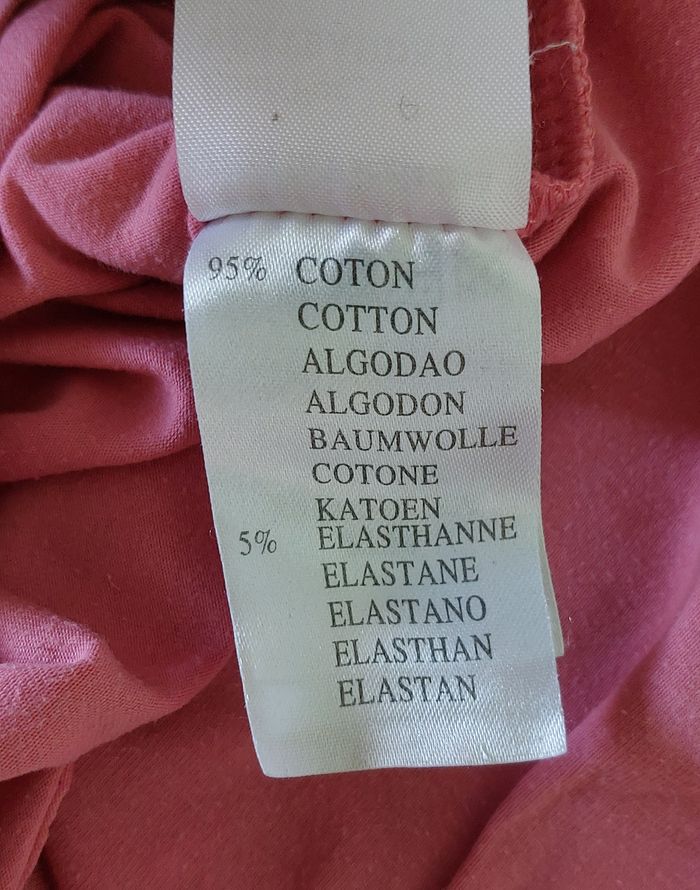 95% COTON
COTTON
ALGODAO
ALGODON
BAUMWOLLE
COTONE
KATOEN
5% ELASTHANNE
ELASTANE
ELASTANO
ELASTHAN
ELASTAN